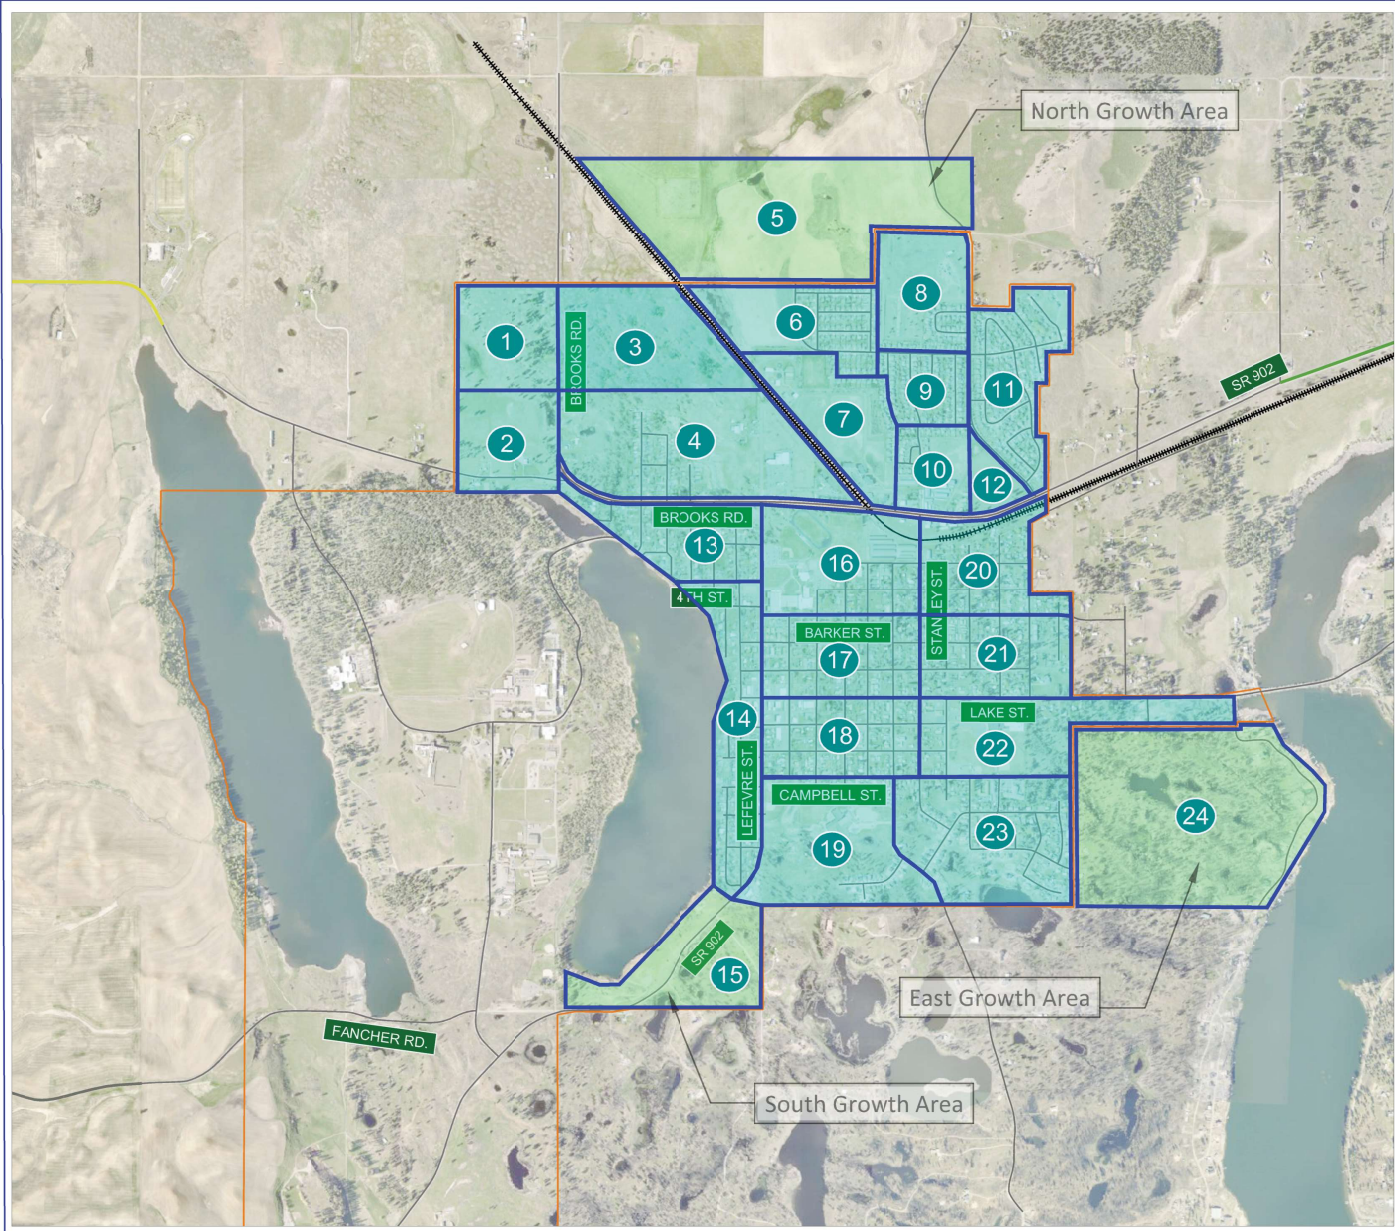 North Growth Area
5
8
6
1
3
BROOKS RD.
SR 902
9
11
7
4
2
10
12
BROOKS RD.
13
16
20
4TH ST.
STANLEY ST.
BARKER ST.
17
21
14
LAKE ST.
18
22
LEFEVRE ST.
CAMPBELL ST.
24
19
23
SR 902
15
East Growth Area
FANCHER RD.
South Growth Area